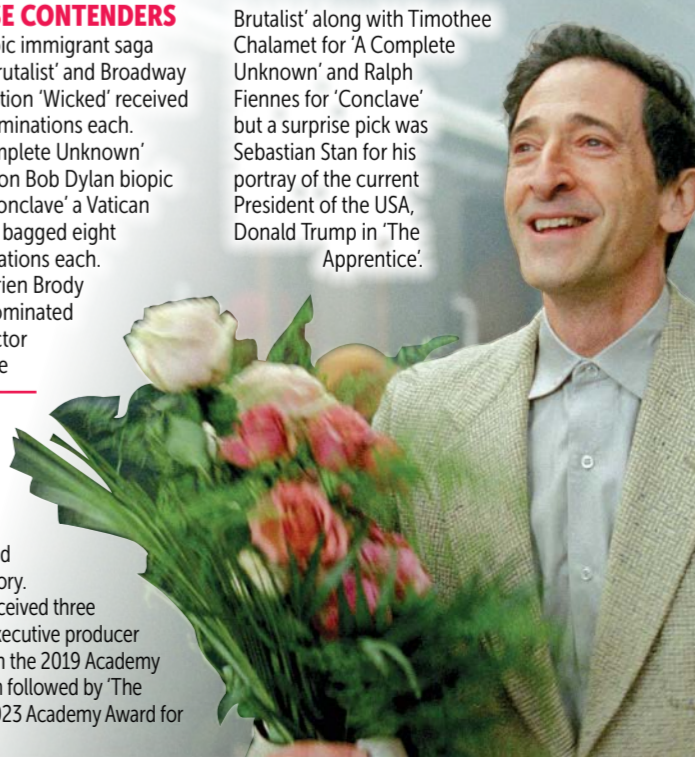 SE CONTENDERS
pic immigrant saga
rutalist’ and Broadway
tion ‘Wicked’ received
minations each.
mplete Unknown’
on Bob Dylan biopic
onclave’ a Vatican
bagged eight
ations each.
rien Brody
ominated
ctor
e
Brutalist’ along with Timothee
Chalamet for ‘A Complete
Unknown’ and Ralph
Fiennes for ‘Conclave’
but a surprise pick was
Sebastian Stan for his
portrayal of the current
President of the USA,
Donald Trump in ‘The
Apprentice’.
d
ory.
ceived three
xecutive producer
n the 2019 Academy
n followed by ‘The
023 Academy Award for